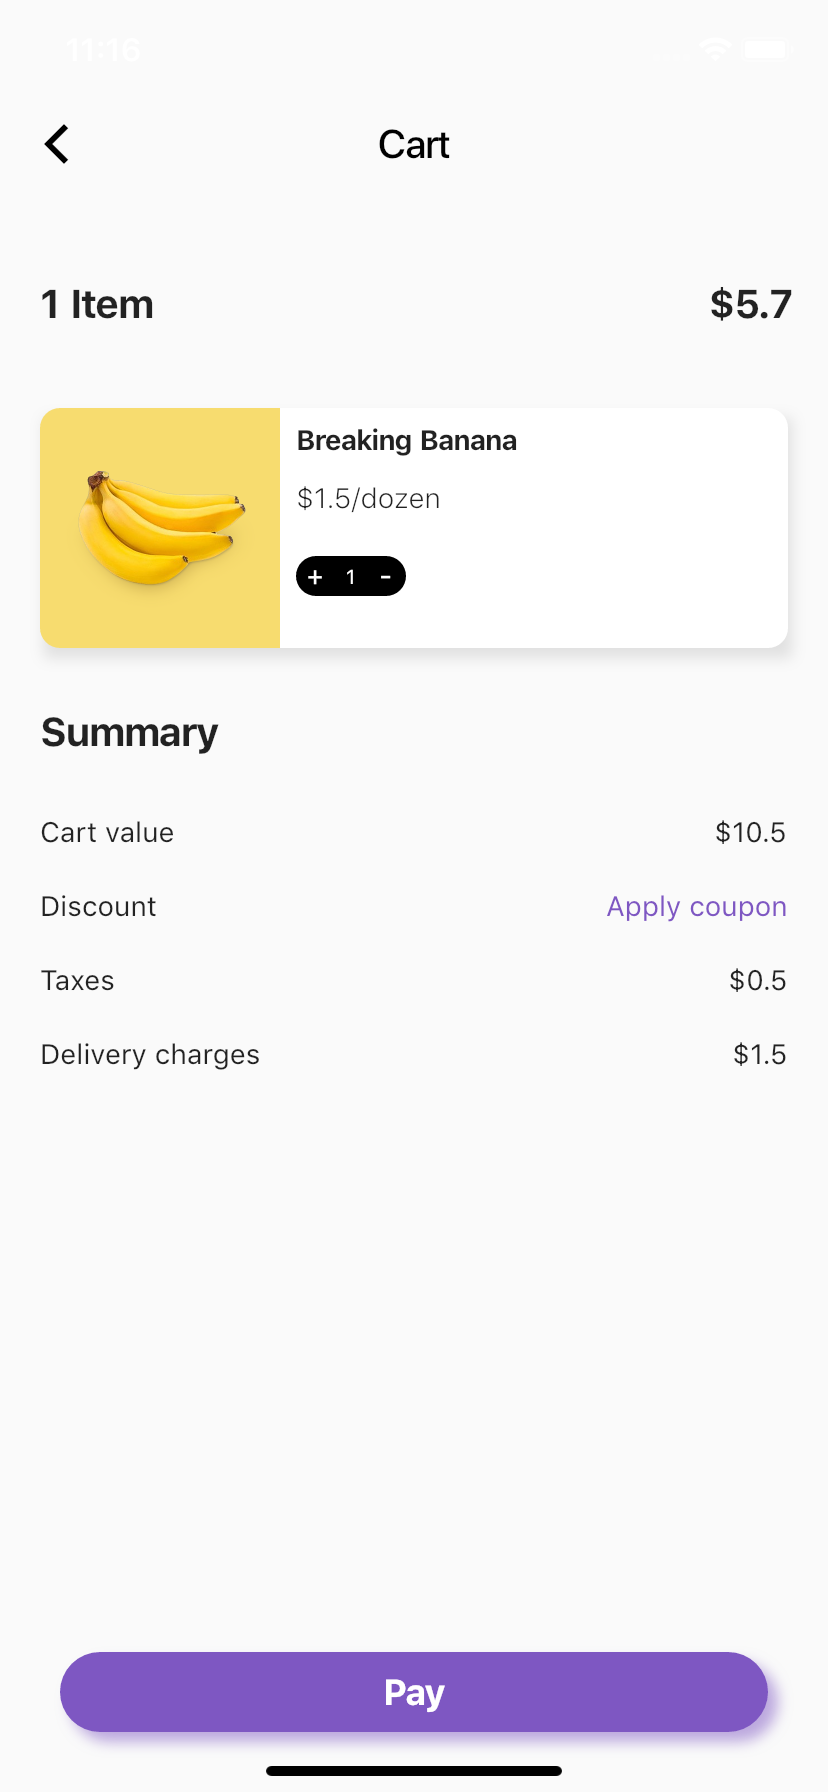 11:16
Cart
1 Item $5.7
Breaking Banana
$1.5/dozen
+ 1 -
Summary
Cart value $10.5
Discount Apply coupon
Taxes $0.5
Delivery charges $1.5
Pay